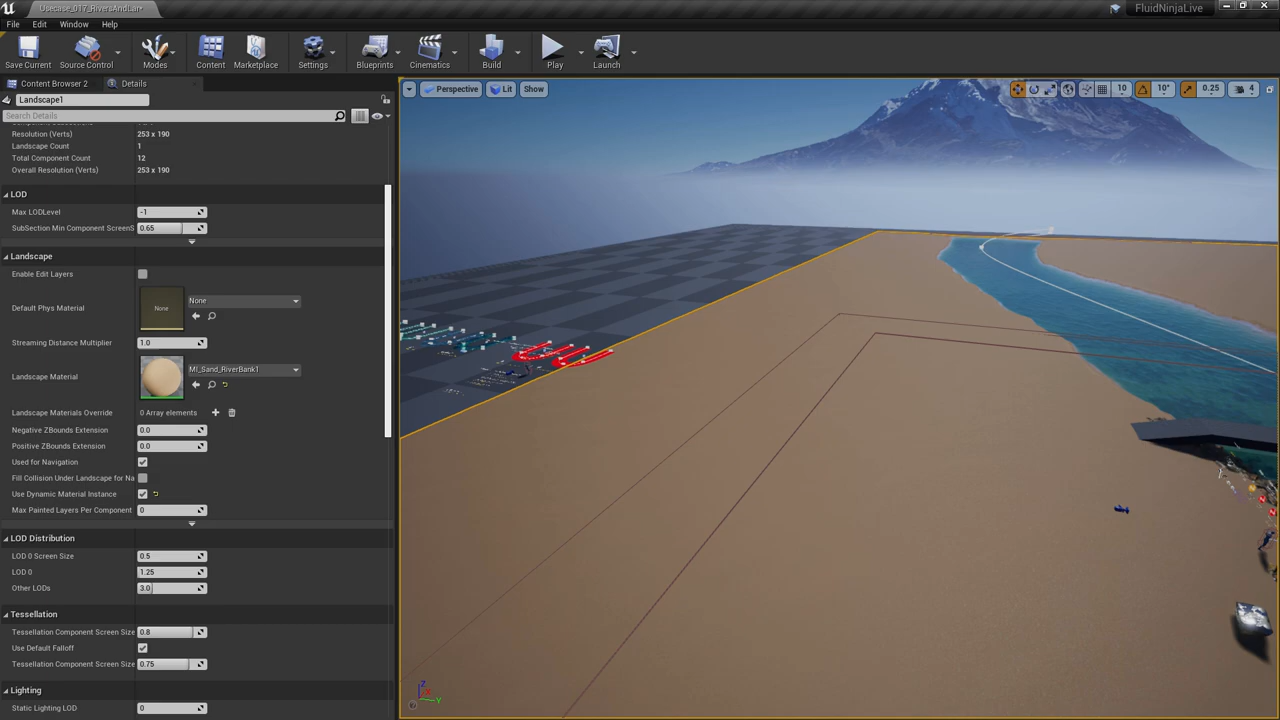 Usecase_017_RiversAndLan*
FluidNinjaLive
File Edit Window Help
Save Current Source Control Modes Content Marketplace Settings Blueprints Cinematics Build Play Launch
Content Browser 2 Details
Landscape1
Search Details
Perspective Lit Show 10 10° 0.25 4
Resolution (Verts) 253 x 190
Landscape Count 1
Total Component Count 12
Overall Resolution (Verts) 253 x 190
LOD
Max LODLevel -1
SubSection Min Component ScreenS 0.65
Landscape
Enable Edit Layers
Default Phys Material None None
Streaming Distance Multiplier 1.0
Landscape Material MI_Sand_RiverBank1
Landscape Materials Override 0 Array elements
Negative ZBounds Extension 0.0
Positive ZBounds Extension 0.0
Used for Navigation
Fill Collision Under Landscape for Na
Use Dynamic Material Instance
Max Painted Layers Per Component 0
LOD Distribution
LOD 0 Screen Size 0.5
LOD 0 1.25
Other LODs 3.0
Tessellation
Tessellation Component Screen Size 0.8
Use Default Falloff
Tessellation Component Screen Size 0.75
Lighting
Static Lighting LOD 0
Z
X
Y